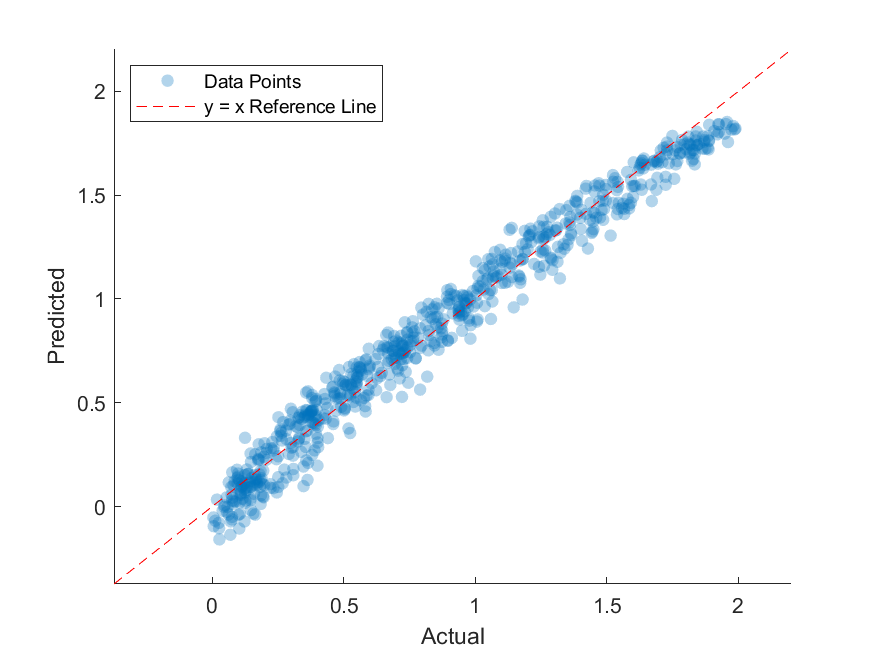 Data Points
y = x Reference Line
Predicted
2
1.5
1
0.5
0
0
0.5
1
1.5
2
Actual